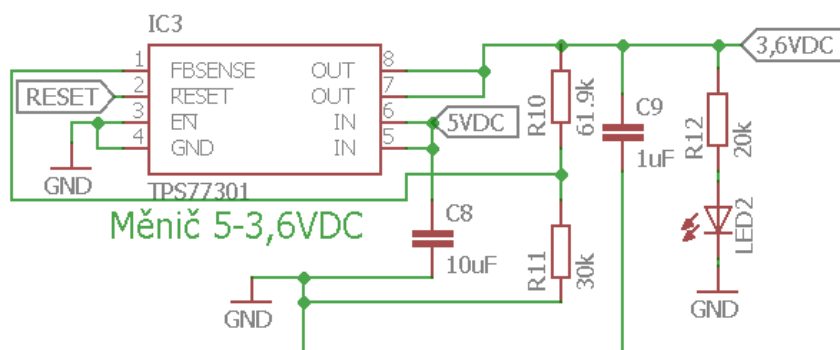 IC3
1 FBSENSE OUT 8
RESET 2 RESET OUT 7
3 EN IN 6 5VDC
4 GND IN 5
GND
TPS77301
Měnič 5-3,6VDC
3,6VDC
R10
61.9k
C9
1uF
R12
20k
C8
10uF
R11
30k
LED2
GND
GND